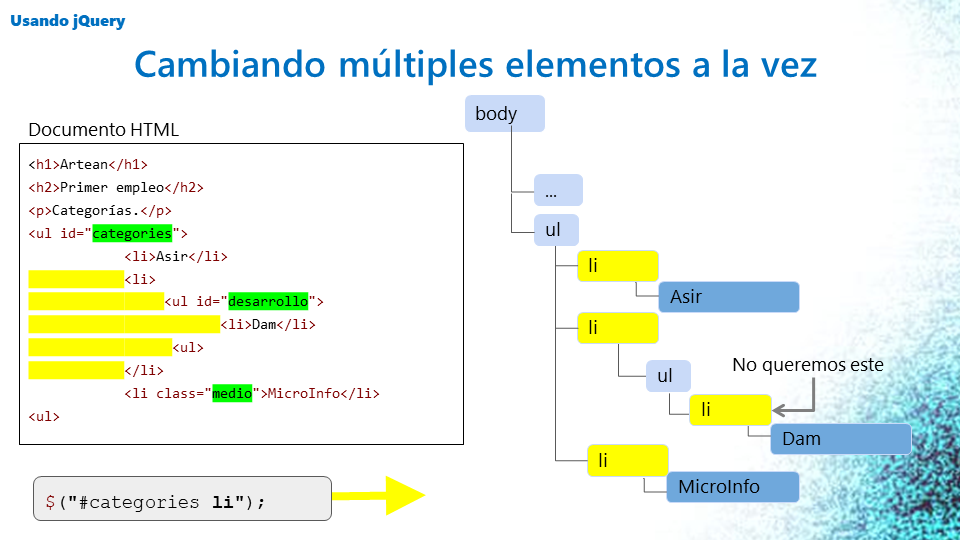 Usando jQuery
Cambiando múltiples elementos a la vez
Documento HTML
<h1>Artean</h1>
<h2>Primer empleo</h2>
<p>Categorías.</p>
<ul id="categories">
<li>Asir</li>
<li>
<ul id="desarrollo">
<li>Dam</li>
<ul>
</li>
<li class="medio">MicroInfo</li>
<ul>
$("#categories li");
body
...
ul
li
Asir
li
ul
No queremos este
li
Dam
li
MicroInfo